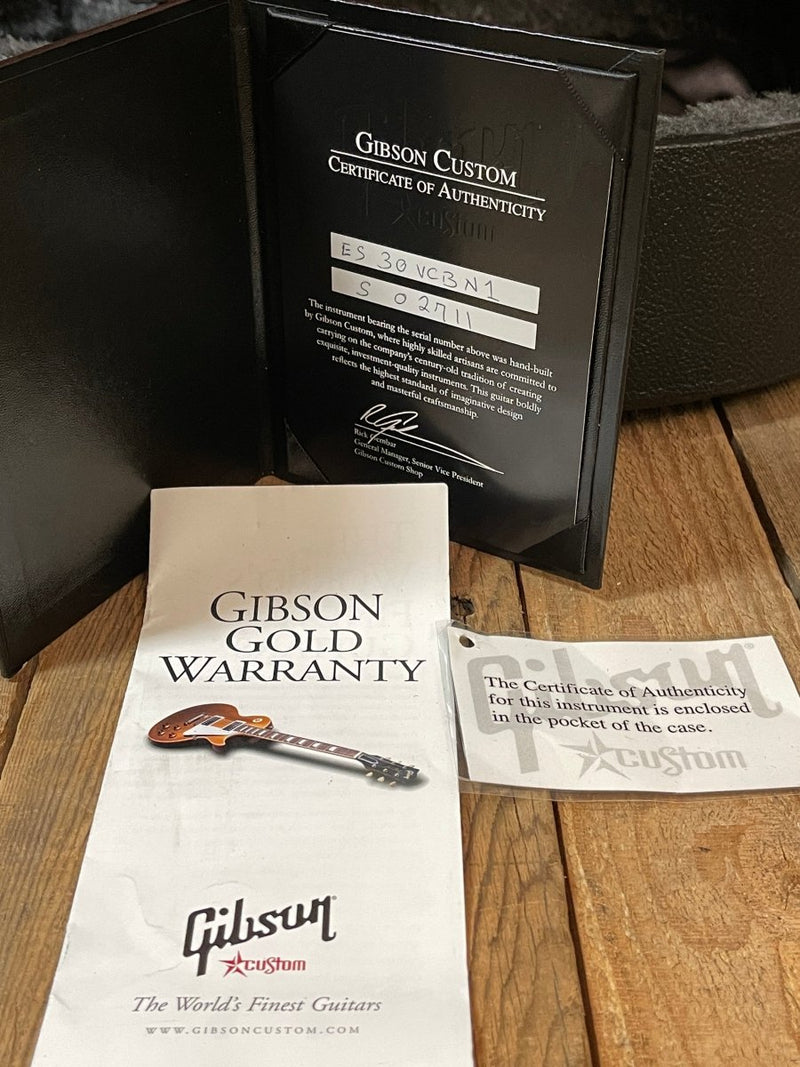 GIBSON CUSTOM
CERTIFICATE OF AUTHENTICITY
custom
ES 30 VCBN1
S 02711
The instrument bearing the serial number above was hand-built
by Gibson Custom, where highly skilled artisans are committed to
carrying on the company's century-old tradition of creating
exquisite, investment-quality instruments. This guitar boldly
reflects the highest standards of imaginative design
and masterful craftsmanship.
Rick
General Manager, Senior Vice President
Gibson Custom Shop
GIBSON
GOLD
WARRANTY
Gibson
custom
The World's Finest Guitars
WWW.GIBSONCUSTOM.COM
Gibson
The Certificate of Authenticity
for this instrument is enclosed
in the pocket of the case.
custom